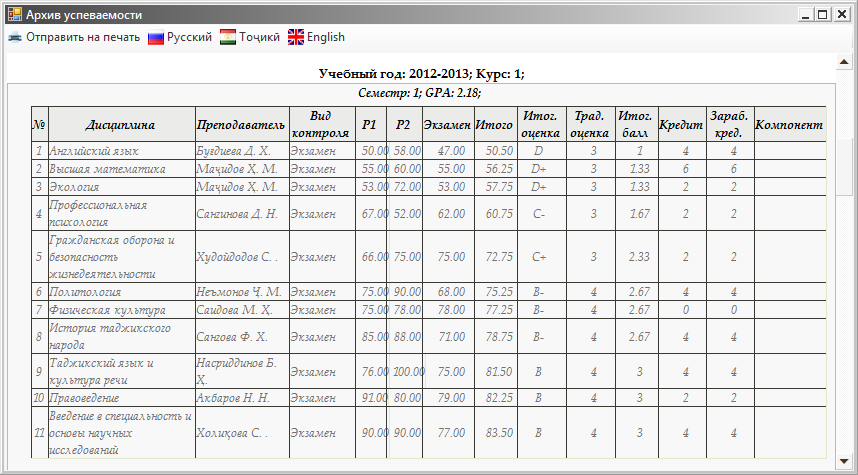 Архив успеваемости
Отправить на печать Русский Тоҷикӣ English
Учебный год: 2012-2013; Курс: 1;
Семестр: 1; GPA: 2.18;
№ Дисциплина Преподаватель Вид контроля Р1 Р2 Экзамен Итого Итог. оценка Трад. оценка Итог. балл Кредит Зараб. кред. Компонент
1 Английский язык Бугдиева Д. Х. Экзамен 50.00 58.00 47.00 50.50 D 3 1 4 4
2 Высшая математика Маҷидов Ҳ. М. Экзамен 55.00 60.00 55.00 56.25 D+ 3 1.33 6 6
3 Экология Маҷидов Ҳ. М. Экзамен 53.00 72.00 53.00 57.75 D+ 3 1.33 2 2
4 Профессиональная психология Сангинова Д. Н. Экзамен 67.00 52.00 62.00 60.75 C- 3 1.67 2 2
5 Гражданская оборона и безопасность жизнедеятельности Худойдодов С. . Экзамен 66.00 75.00 75.00 72.75 C+ 3 2.33 2 2
6 Политология Неъмонов Ҷ. М. Экзамен 75.00 90.00 68.00 75.25 B- 4 2.67 4 4
7 Физическая культура Саидова М. Ҳ. Экзамен 75.00 78.00 78.00 77.25 B- 4 2.67 0 0
8 История таджикского народа Сангова Ф. Х. Экзамен 85.00 88.00 71.00 78.75 B- 4 2.67 4 4
9 Таджикский язык и культура речи Насриддинов Б. Ҳ. Экзамен 76.00 100.00 75.00 81.50 B 4 3 4 4
10 Правоведение Акбаров Н. Н. Экзамен 91.00 80.00 79.00 82.25 B 4 3 2 2
11 Введение в специальность и основы научных исследований Холиқова С. . Экзамен 90.00 90.00 77.00 83.50 B 4 3 4 4